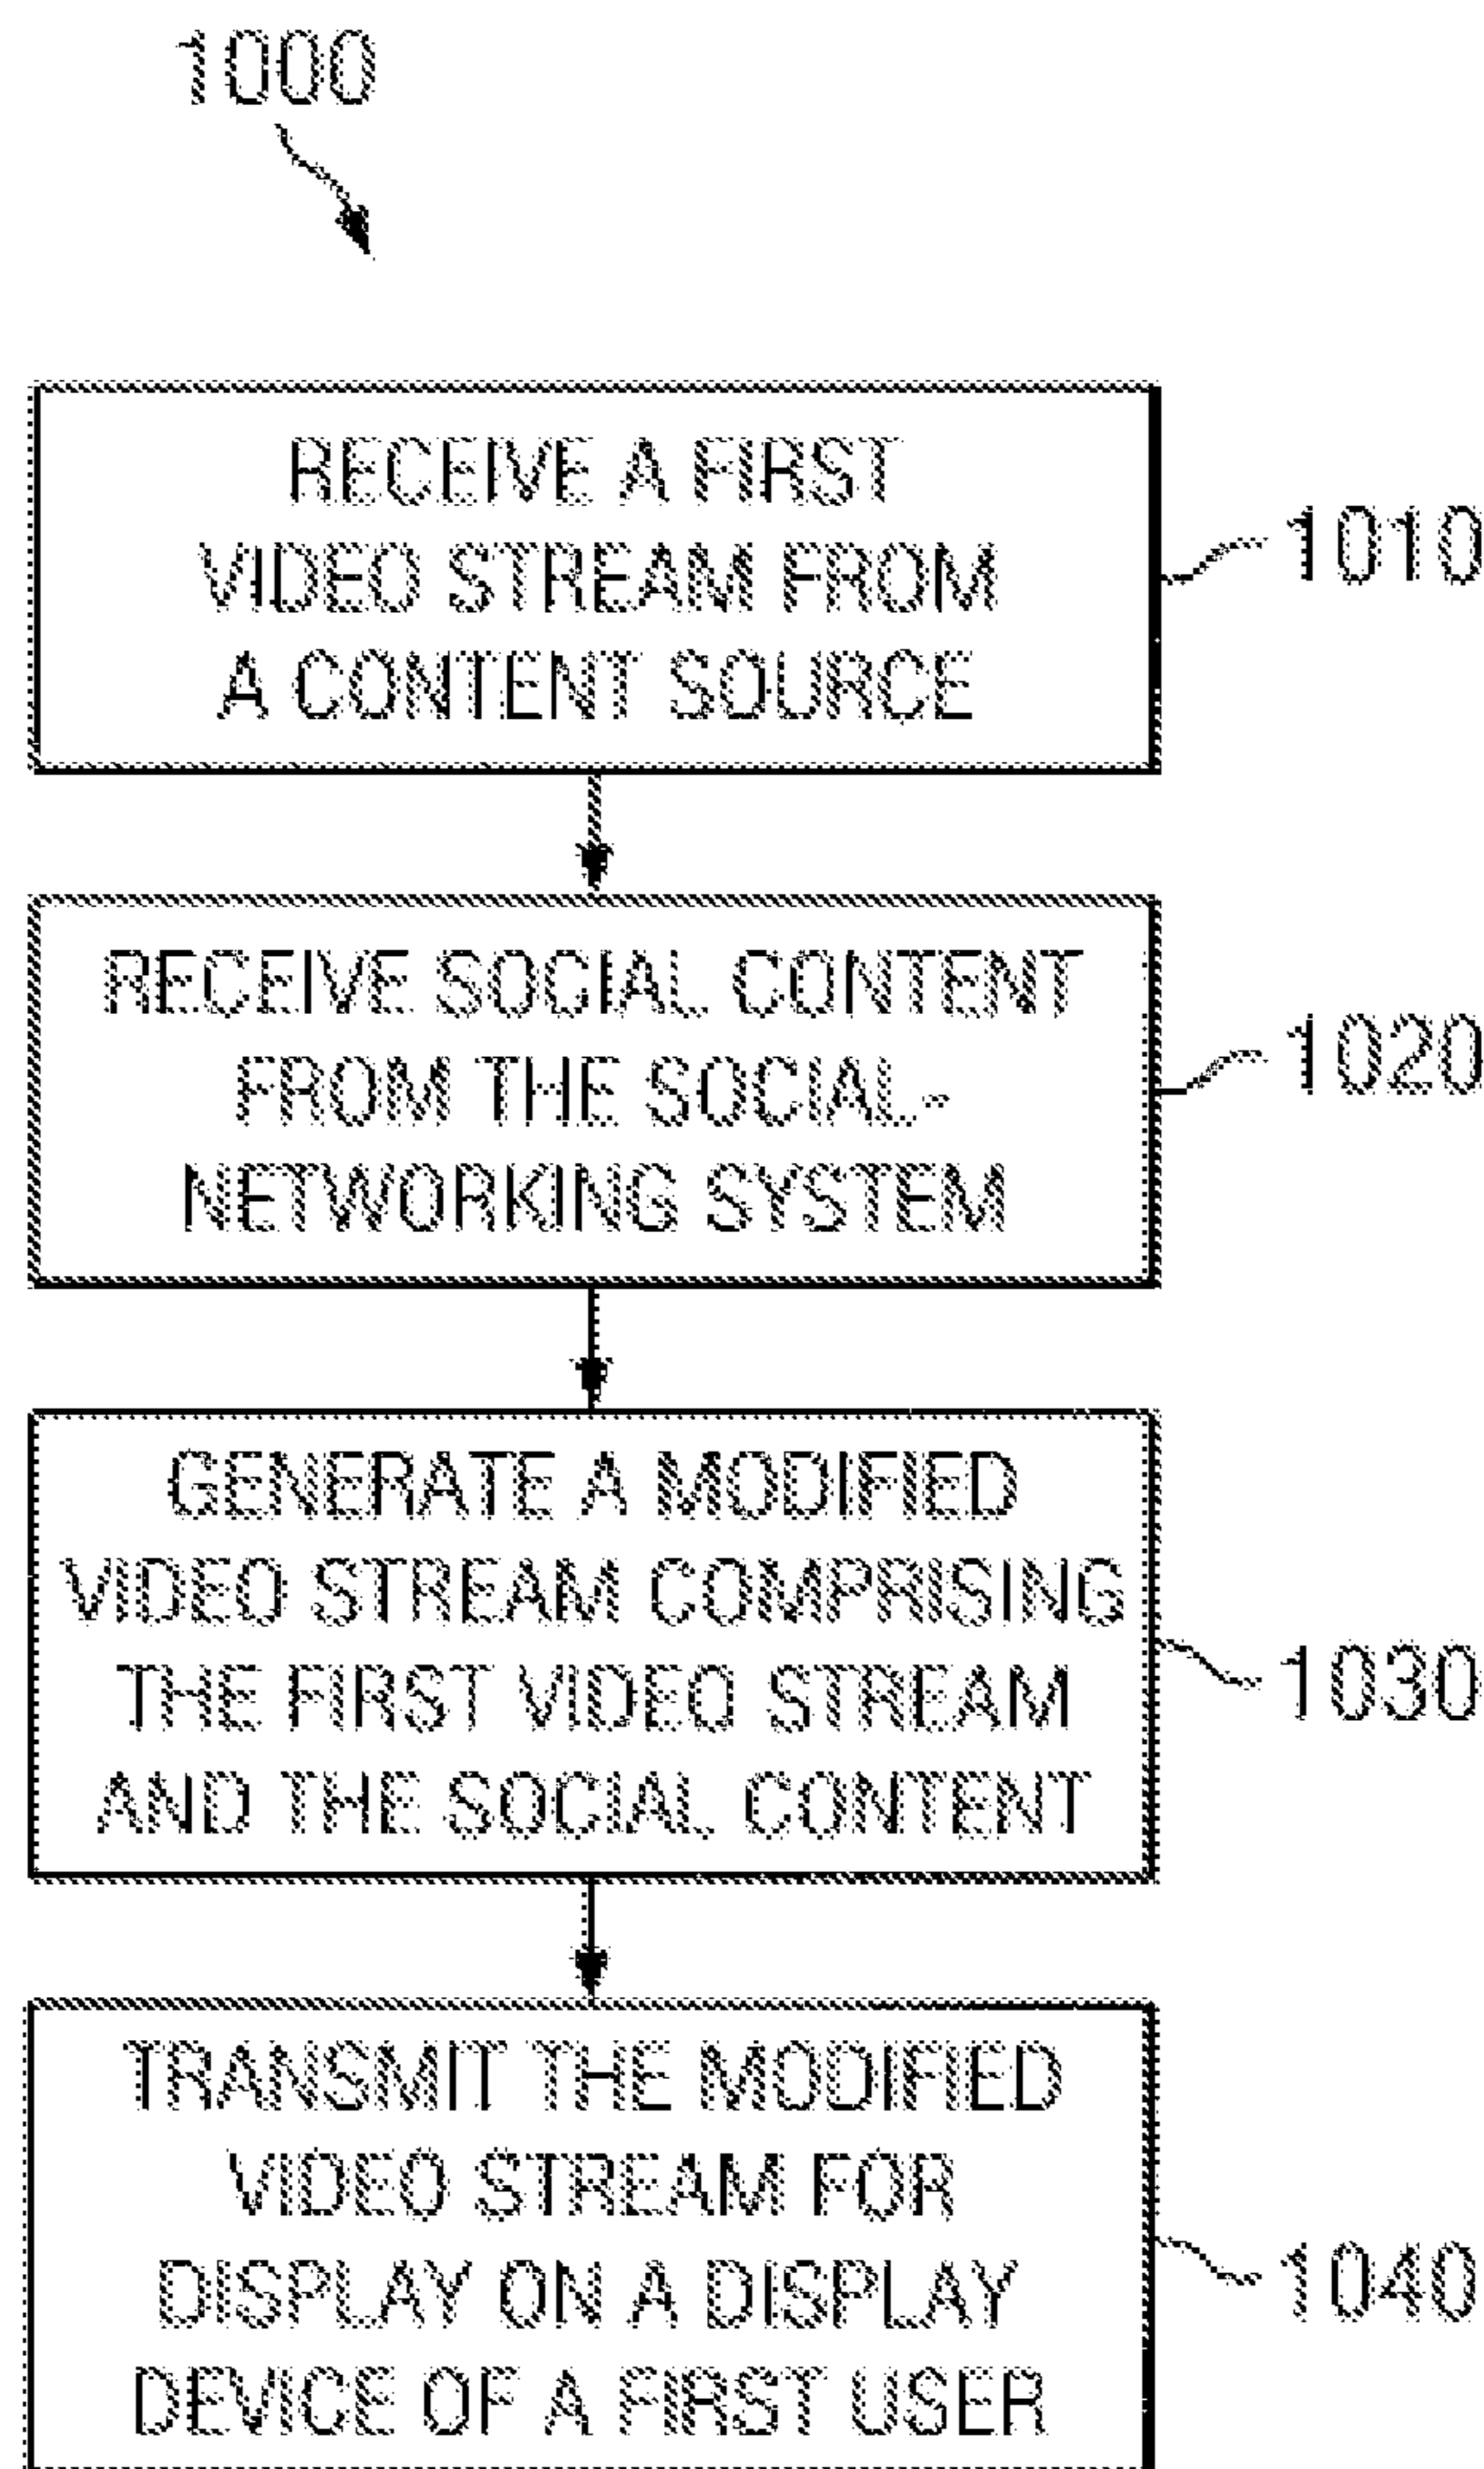 1000
RECEIVE A FIRST
VIDEO STREAM FROM
A CONTENT SOURCE
1010
RECEIVE SOCIAL CONTENT
FROM THE SOCIAL-
NETWORKING SYSTEM
1020
GENERATE A MODIFIED
VIDEO STREAM COMPRISING
THE FIRST VIDEO STREAM
AND THE SOCIAL CONTENT
1030
TRANSMIT THE MODIFIED
VIDEO STREAM FOR
DISPLAY ON A DISPLAY
DEVICE OF A FIRST USER
1040